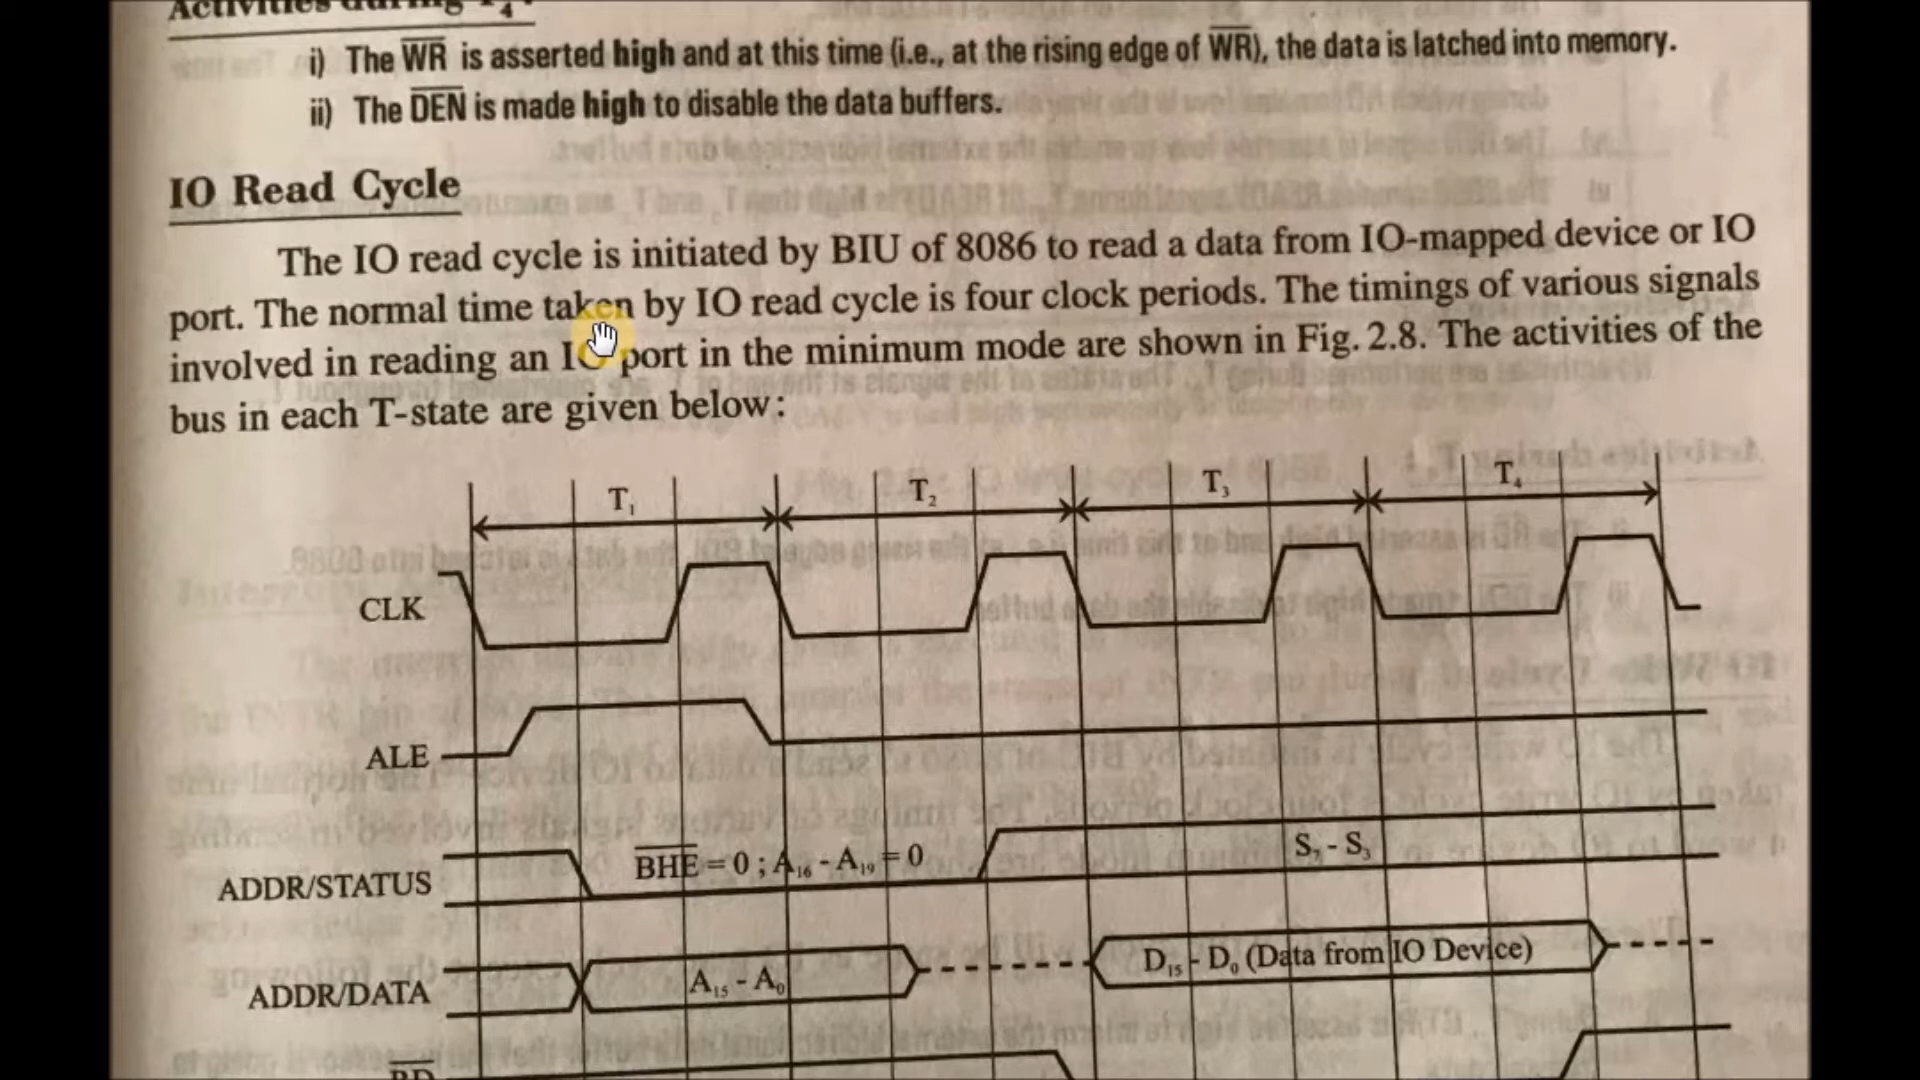 Activities during T4:
i) The WR is asserted high and at this time (i.e., at the rising edge of WR), the data is latched into memory.
ii) The DEN is made high to disable the data buffers.
IO Read Cycle
The IO read cycle is initiated by BIU of 8086 to read a data from IO-mapped device or IO
port. The normal time taken by IO read cycle is four clock periods. The timings of various signals
involved in reading an IO port in the minimum mode are shown in Fig. 2.8. The activities of the
bus in each T-state are given below:
T1 T2 T3 T4
CLK
ALE
ADDR/STATUS BHE = 0 ; A16 - A19 = 0 S7 - S3
ADDR/DATA A15 - A0 D15 - D0 (Data from IO Device)
RD